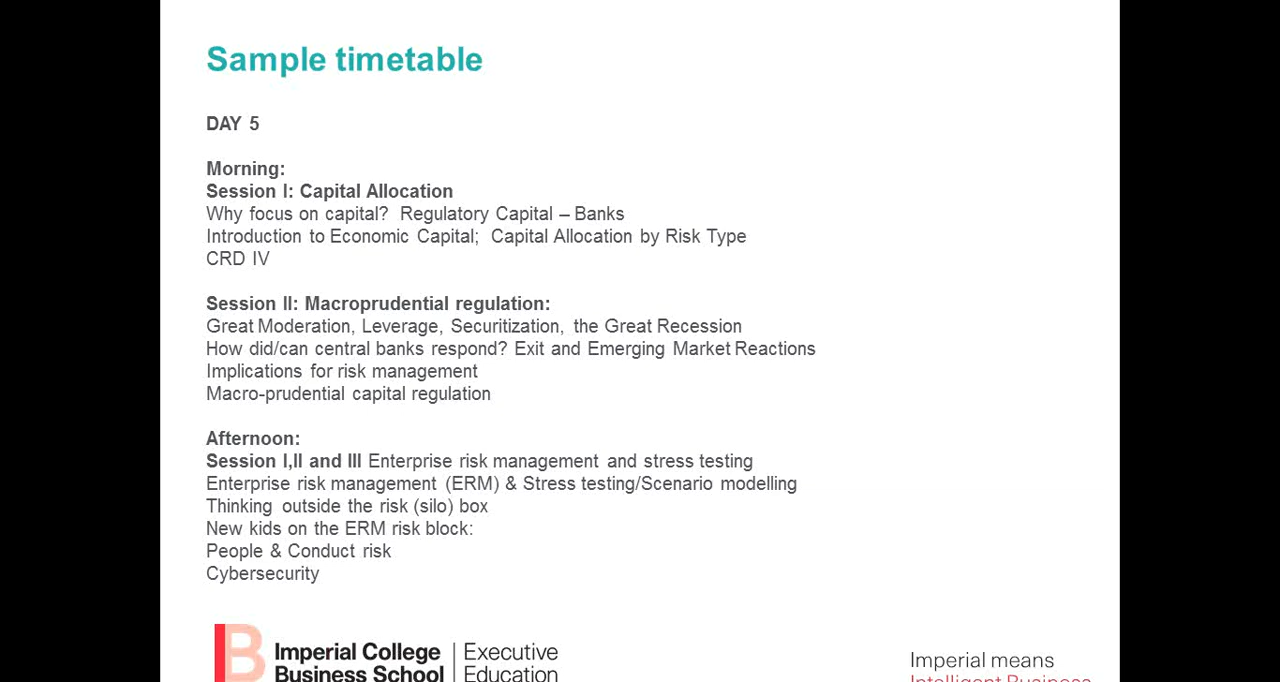 Sample timetable
DAY 5
Morning:
Session I: Capital Allocation
Why focus on capital? Regulatory Capital – Banks
Introduction to Economic Capital; Capital Allocation by Risk Type
CRD IV
Session II: Macroprudential regulation:
Great Moderation, Leverage, Securitization, the Great Recession
How did/can central banks respond? Exit and Emerging Market Reactions
Implications for risk management
Macro-prudential capital regulation
Afternoon:
Session I,II and III Enterprise risk management and stress testing
Enterprise risk management (ERM) & Stress testing/Scenario modelling
Thinking outside the risk (silo) box
New kids on the ERM risk block:
People & Conduct risk
Cybersecurity
B
Imperial College
Business School
Executive
Education
Imperial means
Intelligent Business